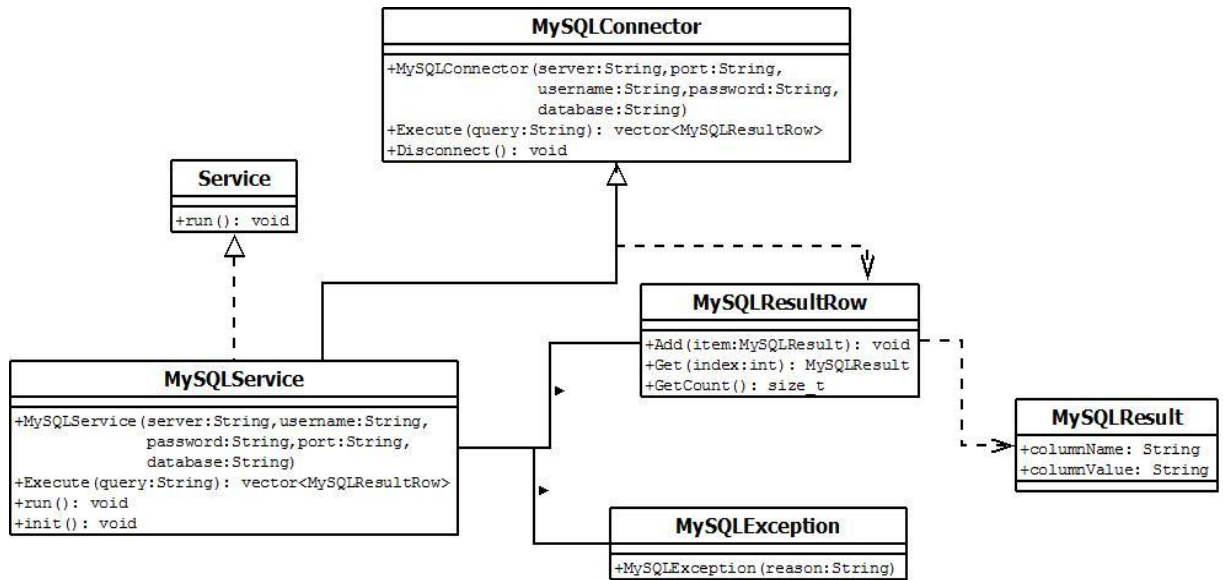 MySQLConnector
+MySQLConnector(server:String,port:String,
username:String,password:String,
database:String)
+Execute(query:String): vector<MySQLResultRow>
+Disconnect(): void
Service
+run(): void
MySQLResultRow
+Add(item:MySQLResult): void
+Get(index:int): MySQLResult
+GetCount(): size_t
MySQLService
+MySQLService(server:String,username:String,
password:String,port:String,
database:String)
+Execute(query:String): vector<MySQLResultRow>
+run(): void
+init(): void
MySQLResult
+columnName: String
+columnValue: String
MySQLException
+MySQLException(reason:String)